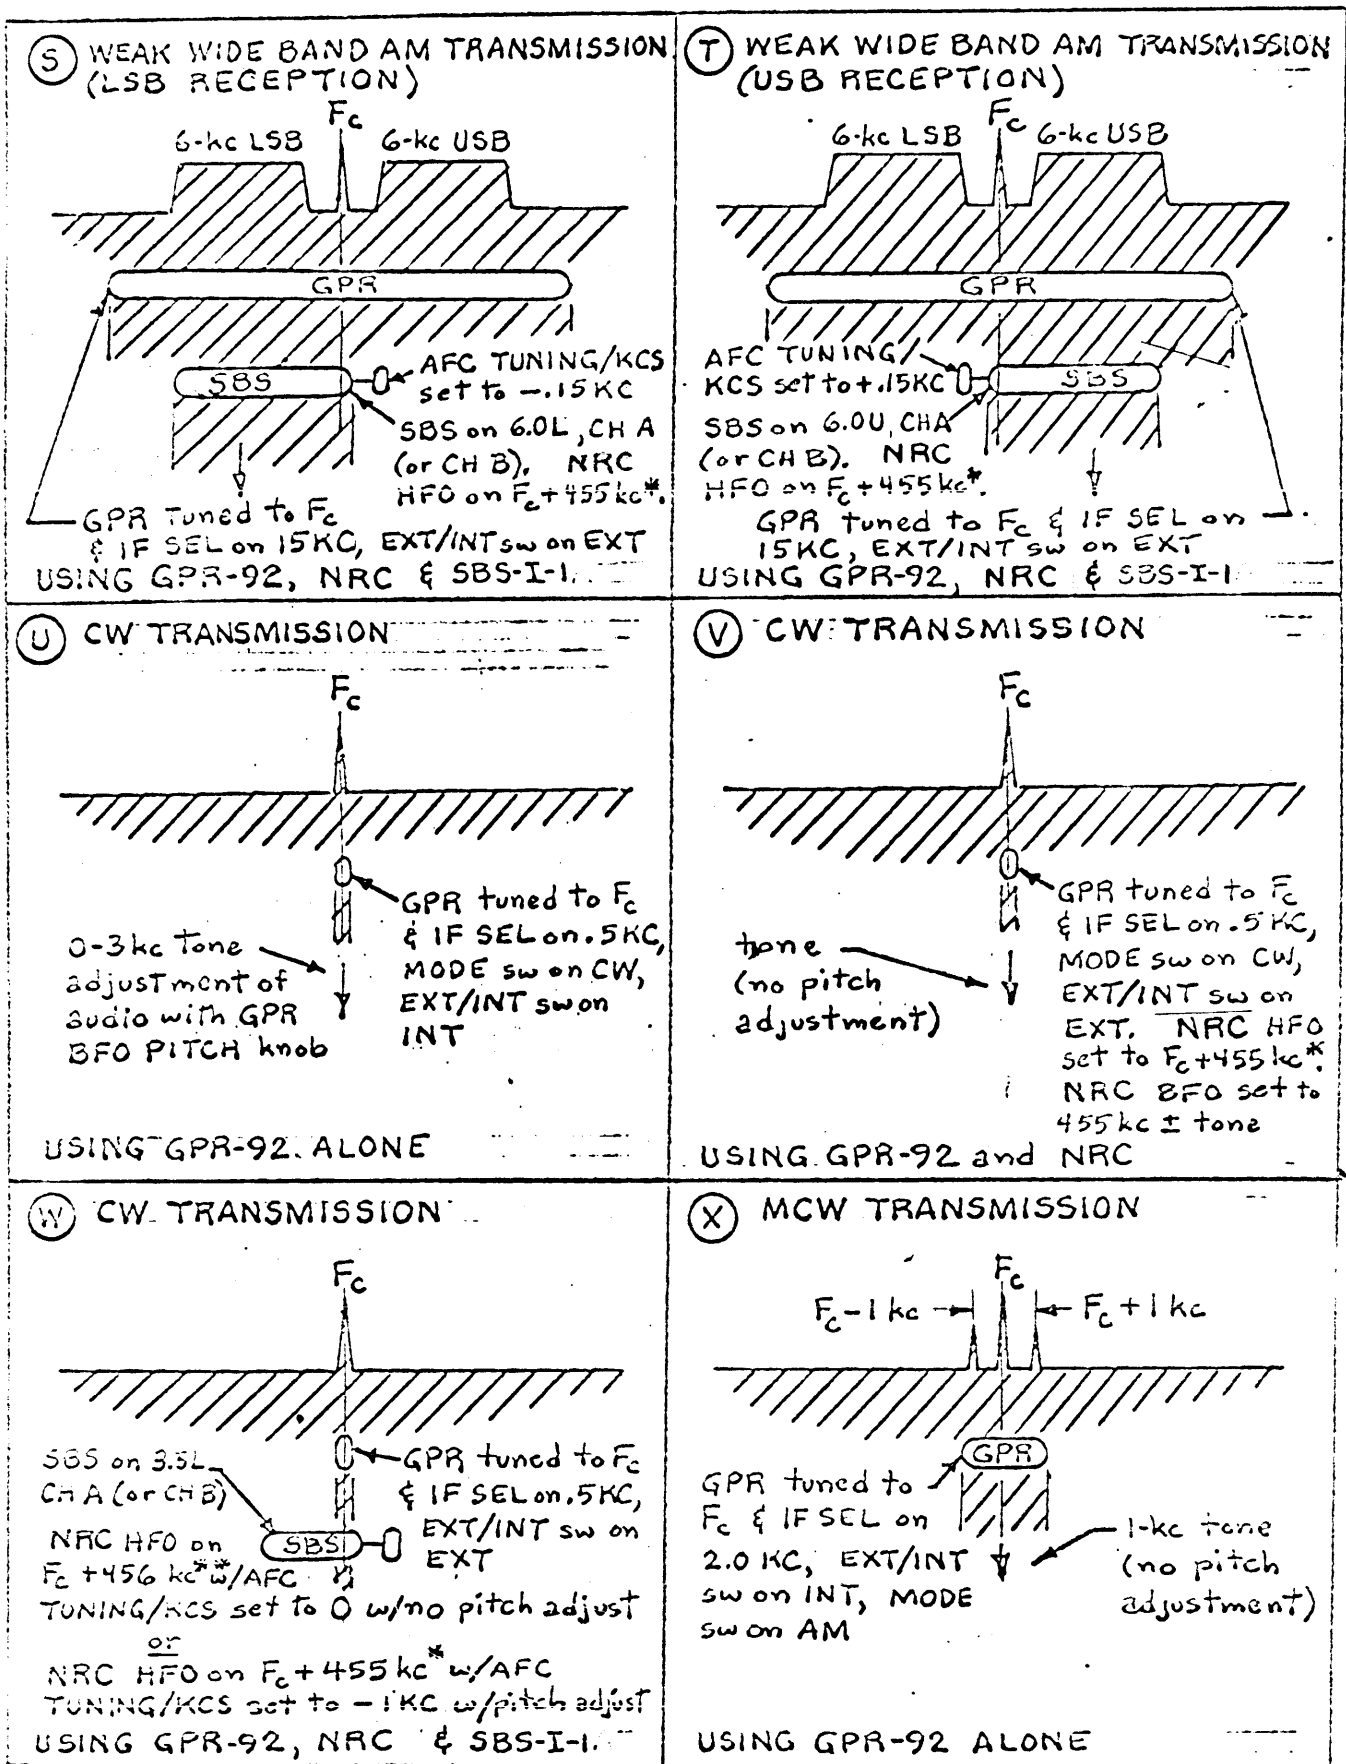 S WEAK WIDE BAND AM TRANSMISSION
(LSB RECEPTION)
Fc
6-kc LSB 6-kc USB
GPR
SBS
AFC TUNING/KCS
set to -.15KC
SBS on 6.0L, CH A
(or CH B). NRC
HFO on Fc+455kc*.
GPR Tuned to Fc
& IF SEL on 15KC, EXT/INT sw on EXT
USING GPR-92, NRC & SBS-I-1.
T WEAK WIDE BAND AM TRANSMISSION
(USB RECEPTION)
Fc
6-kc LSB 6-kc USB
GPR
AFC TUNING/
KCS set to +.15KC
SBS
SBS on 6.0U, CHA
(or CH B). NRC
HFO on Fc+455kc*.
GPR tuned to Fc & IF SEL on
15KC, EXT/INT sw on EXT
USING GPR-92, NRC & SBS-I-1
U CW TRANSMISSION
Fc
GPR tuned to Fc
& IF SEL on .5KC,
MODE sw on CW,
EXT/INT sw on
INT
0-3kc Tone
adjustment of
audio with GPR
BFO PITCH knob
USING GPR-92 ALONE
V CW TRANSMISSION
Fc
GPR tuned to Fc
& IF SEL on .5KC,
MODE sw on CW,
EXT/INT sw on
EXT. NRC HFO
set to Fc+455kc*.
NRC BFO set to
455kc ± tone
tone
(no pitch
adjustment)
USING GPR-92 and NRC
W CW TRANSMISSION
Fc
GPR tuned to Fc
& IF SEL on .5KC,
EXT/INT sw on
EXT
SBS on 3.5L
CH A (or CH B)
SBS
NRC HFO on
Fc+456 kc** w/AFC
TUNING/KCS set to 0 w/no pitch adjust
or
NRC HFO on Fc+455kc* w/AFC
TUNING/KCS set to -1KC w/pitch adjust
USING GPR-92, NRC & SBS-I-1.
X MCW TRANSMISSION
Fc
Fc-1kc Fc+1kc
GPR
GPR tuned to
Fc & IF SEL on
2.0 KC, EXT/INT
sw on INT, MODE
sw on AM
1-kc tone
(no pitch
adjustment)
USING GPR-92 ALONE